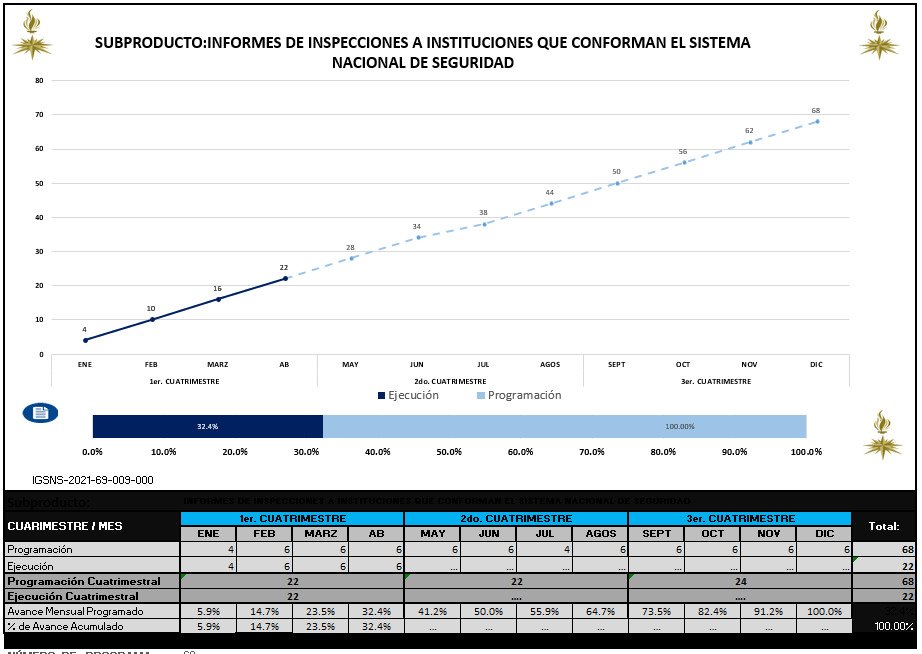 SUBPRODUCTO:INFORMES DE INSPECCIONES A INSTITUCIONES QUE CONFORMAN EL SISTEMA
NACIONAL DE SEGURIDAD
80
70
60
50
40
30
20
10
0
4
10
16
22
28
34
38
44
50
56
62
68
ENE FEB MARZ AB MAY JUN JUL AGOS SEPT OCT NOV DIC
1er. CUATRIMESTRE 2do. CUATRIMESTRE 3er. CUATRIMESTRE
Ejecución Programación
32.4% 100.00%
0.0% 10.0% 20.0% 30.0% 40.0% 50.0% 60.0% 70.0% 80.0% 90.0% 100.0%
IGSNS-2021-69-009-000
Subproducto: INFORMES DE INSPECCIONES A INSTITUCIONES QUE CONFORMAN EL SISTEMA NACIONAL DE SEGURIDAD
CUARIMESTRE / MES 1er. CUATRIMESTRE 2do. CUATRIMESTRE 3er. CUATRIMESTRE Total:
ENE FEB MARZ AB MAY JUN JUL AGOS SEPT OCT NOV DIC
Programación 4 6 6 6 6 6 4 6 6 6 6 6 68
Ejecución 4 6 6 6 ... ... ... ... ... ... ... ... 22
Programación Cuatrimestral 22 22 24 68
Ejecución Cuatrimestral 22 .... .... 22
Avance Mensual Programado 5.9% 14.7% 23.5% 32.4% 41.2% 50.0% 55.9% 64.7% 73.5% 82.4% 91.2% 100.0% 32.4%
% de Avance Acumulado 5.9% 14.7% 23.5% 32.4% ... ... ... ... ... ... ... ... 100.00%
NÚMERO DE PROGRAMA 69